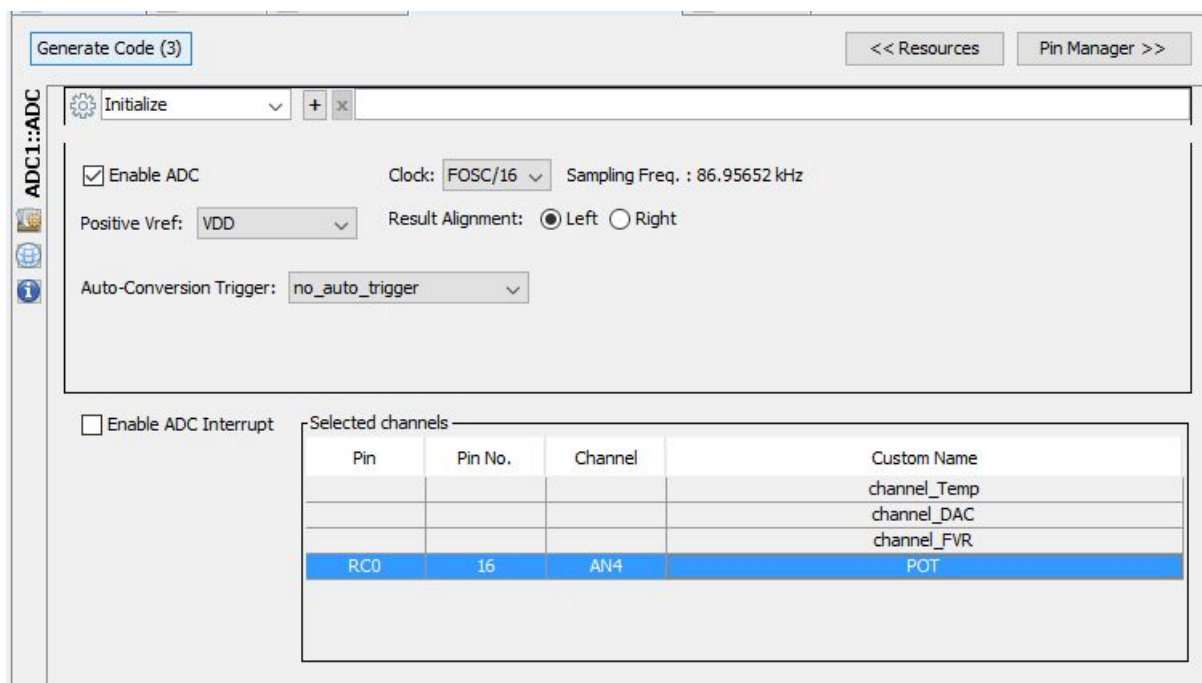 Generate Code (3)
<< Resources
Pin Manager >>
ADC1::ADC
Initialize
+ x
Enable ADC
Clock: FOSC/16 Sampling Freq. : 86.95652 kHz
Positive Vref: VDD
Result Alignment: Left Right
Auto-Conversion Trigger: no_auto_trigger
Enable ADC Interrupt
Selected channels
Pin Pin No. Channel Custom Name
channel_Temp
channel_DAC
channel_FVR
RC0 16 AN4 POT